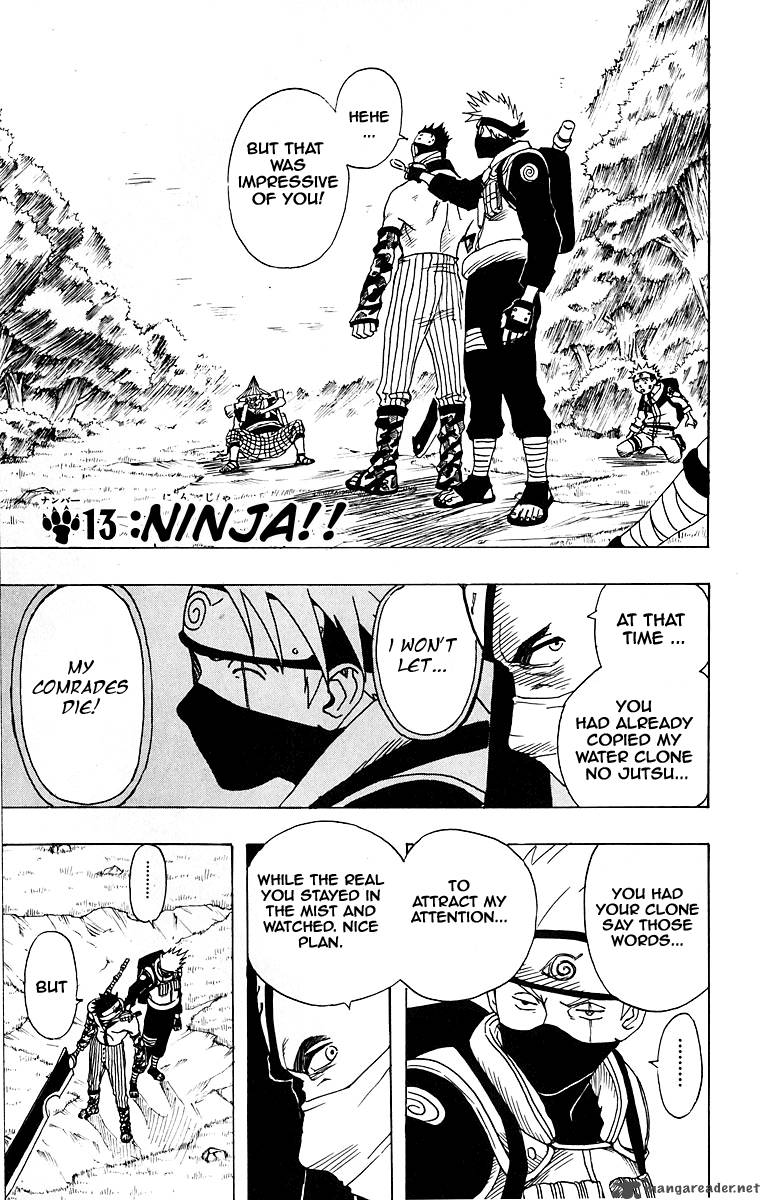 HEHE
...
BUT THAT
WAS
IMPRESSIVE
OF YOU!
ナンバー
にん じゃ
13:NINJA!!
AT THAT
TIME ...
YOU
HAD ALREADY
COPIED MY
WATER CLONE
NO JUTSU...
I WON'T
LET...
MY
COMRADES
DIE!
YOU HAD
YOUR CLONE
SAY THOSE
WORDS...
TO
ATTRACT MY
ATTENTION...
WHILE THE REAL
YOU STAYED
IN THE MIST AND
WATCHED. NICE
PLAN.
........
........
BUT
mangareader.net